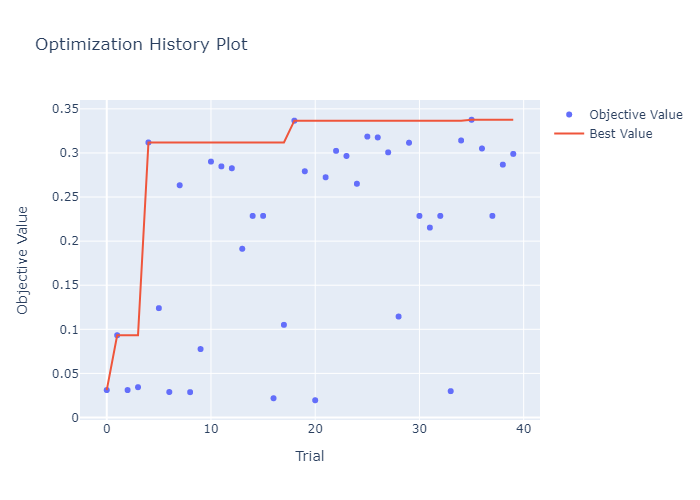 Optimization History Plot
Objective Value
Best Value
0.35
0.3
0.25
0.2
0.15
0.1
0.05
0
Objective Value
0
10
20
30
40
Trial